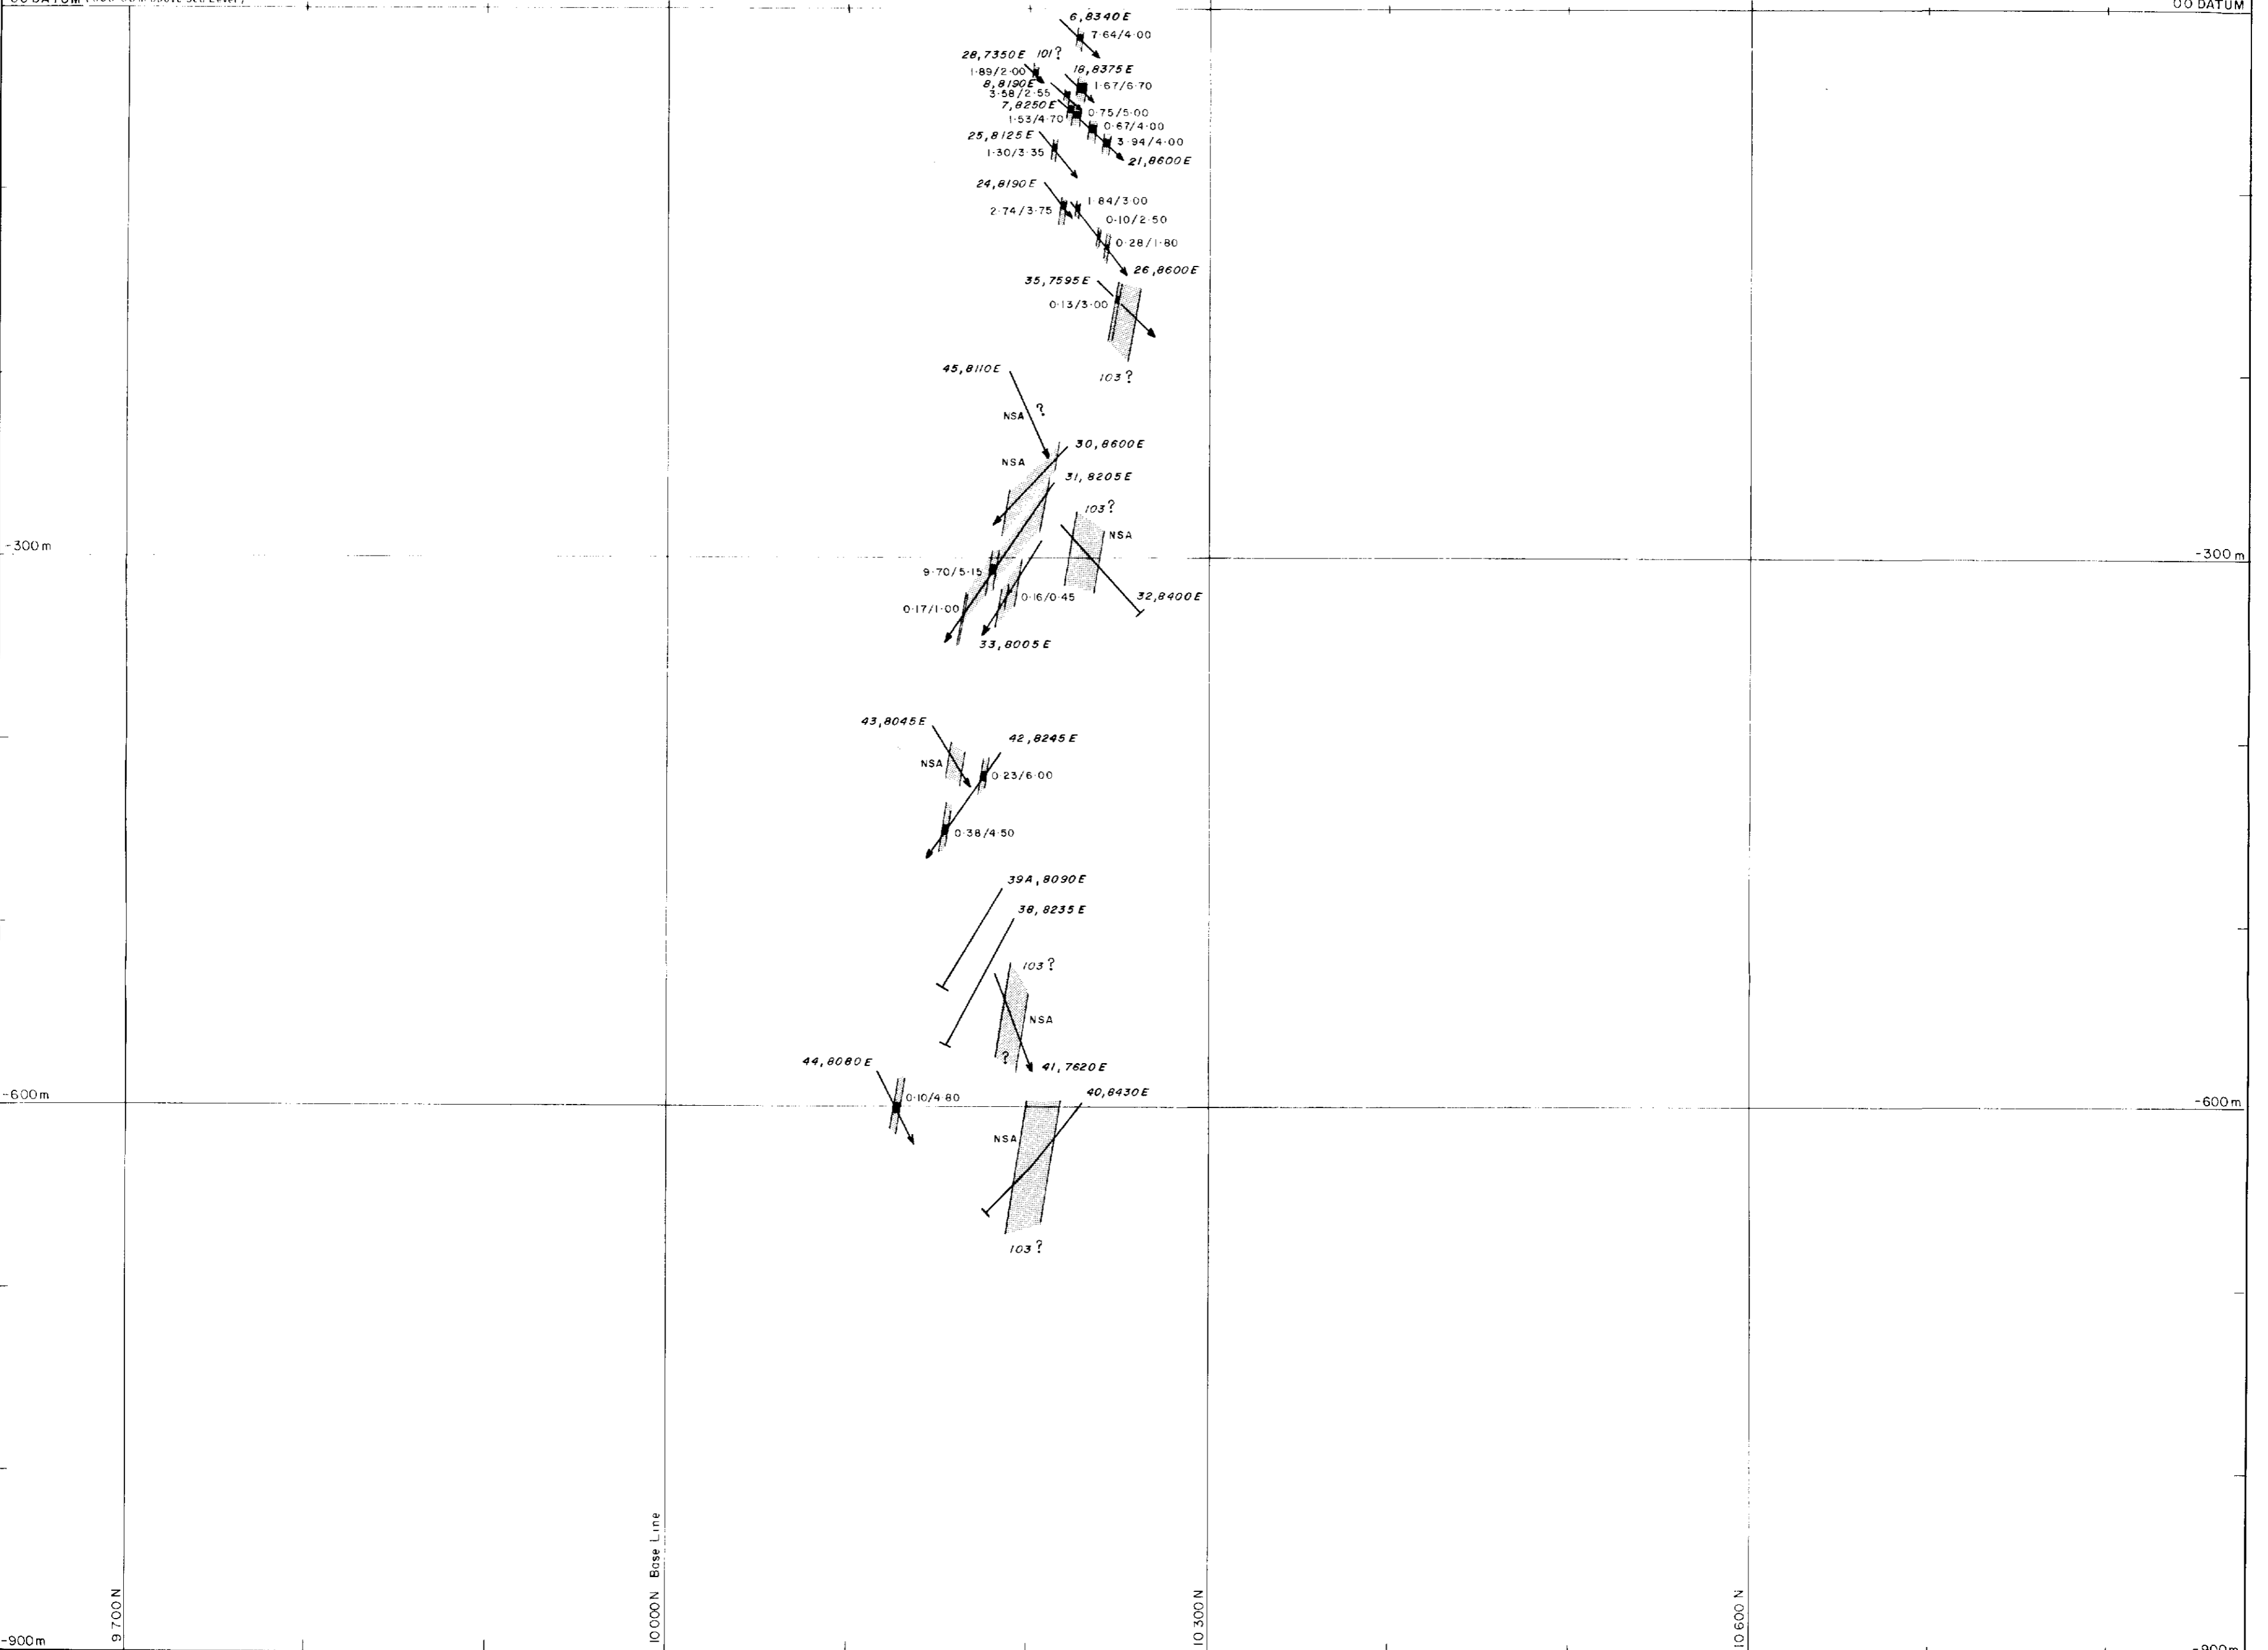 00 DATUM
00 DATUM
6,8340E
7·64/4·00
28,7350E 101?
1·89/2·00
18,8375E
1·67/6·70
8,8190E
3·58/2·55
7,8250E
0·75/5·00
1·53/4·70
0·67/4·00
25,8125E
3·94/4·00
1·30/3·35
21,8600E
24,8190E
1·84/3·00
2·74/3·75
0·10/2·50
0·28/1·80
26,8600E
35,7595E
0·13/3·00
103?
45,8110E
NSA ?
30,8600E
NSA
31,8205E
103?
NSA
-300m
-300m
9·70/5·15
0·16/0·45
32,8400E
0·17/1·00
33,8005E
43,8045E
42,8245E
NSA
0·23/6·00
0·38/4·50
39A,8090E
38,8235E
103?
NSA
?
44,8080E
41,7620E
40,8430E
-600m
0·10/4·80
-600m
NSA
103?
9700N
10000N Base Line
10300N
10600N
-900m
-900m